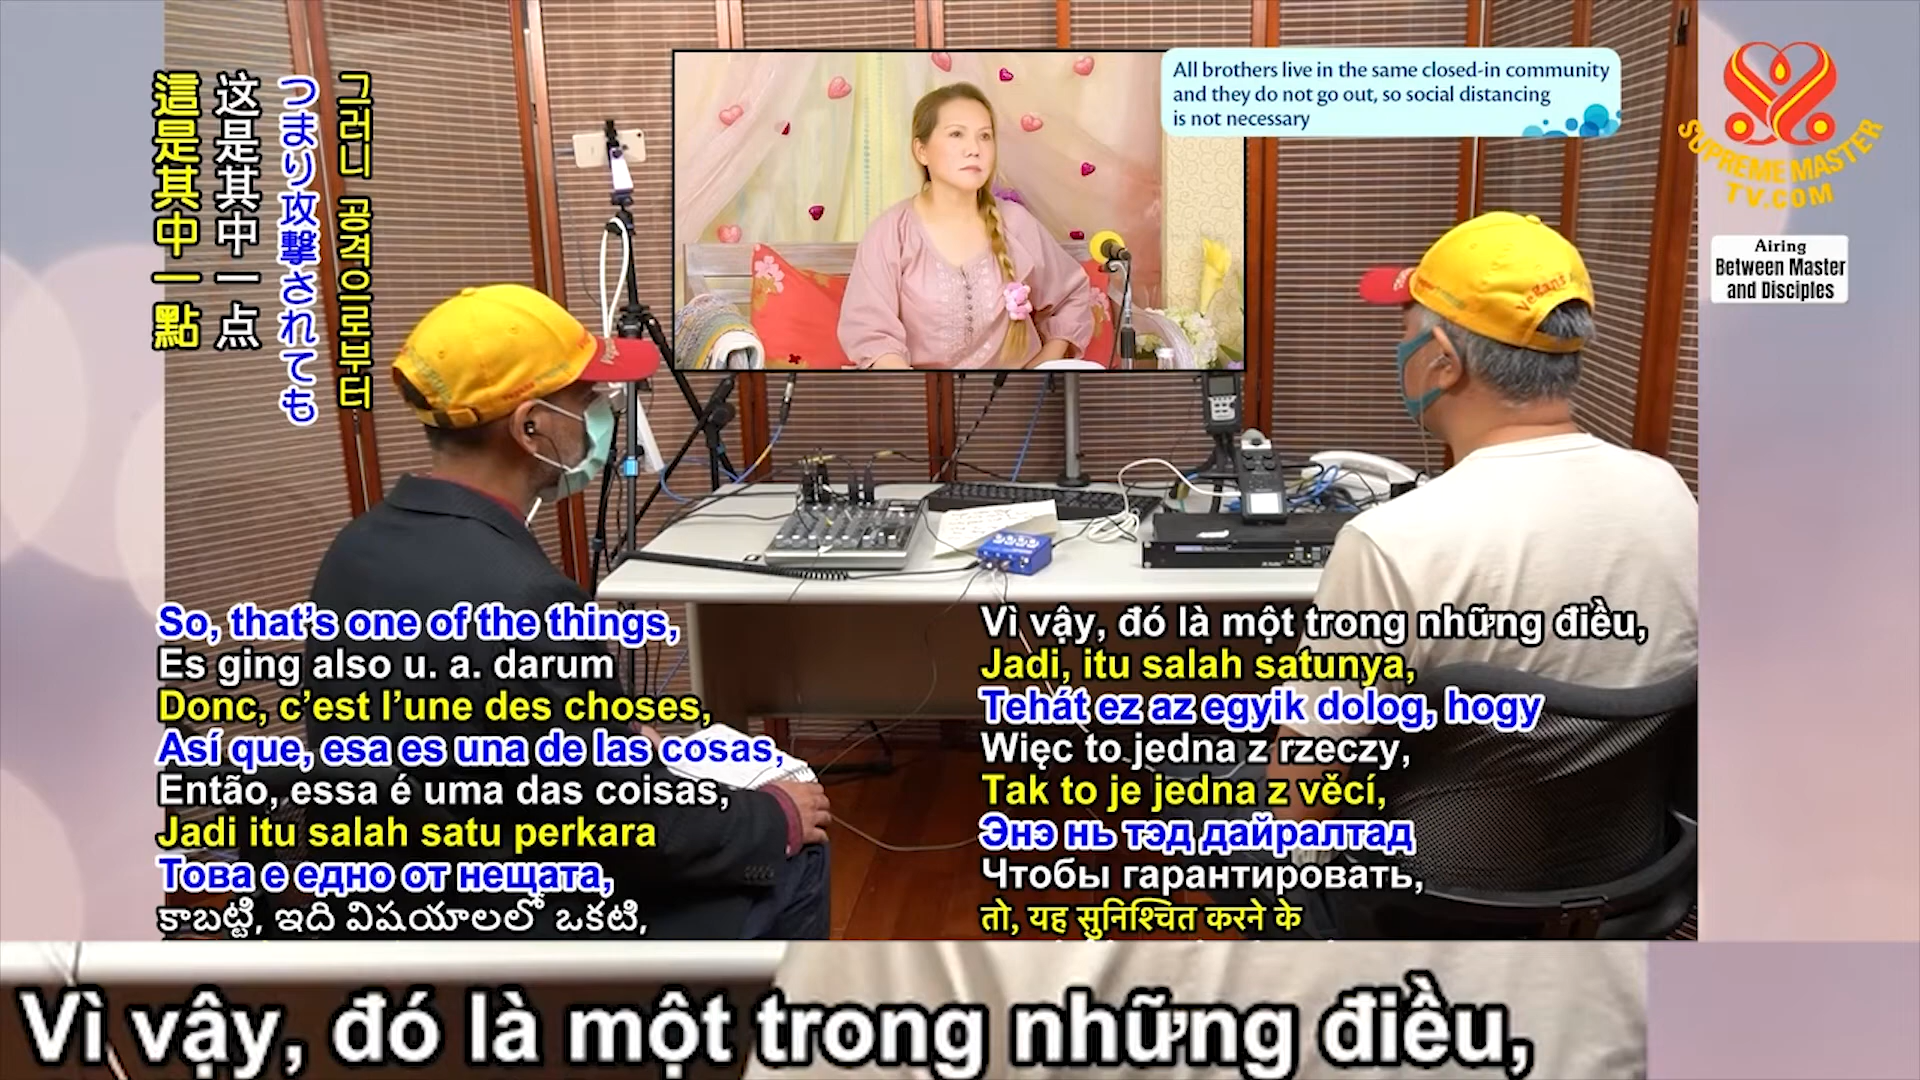 All brothers live in the same closed-in community
and they do not go out, so social distancing
is not necessary
SUPREME MASTER
TV.COM
Airing
Between Master
and Disciples
그러니 공격으로부터
つまり攻撃されても
这是其中一点
這是其中一點
So, that's one of the things,
Es ging also u. a. darum
Donc, c'est l'une des choses,
Así que, esa es una de las cosas,
Então, essa é uma das coisas,
Jadi itu salah satu perkara
Това е едно от нещата,
కాబట్టి, ఇది విషయాలలో ఒకటి,
Vì vậy, đó là một trong những điều,
Jadi, itu salah satunya,
Tehát ez az egyik dolog, hogy
Więc to jedna z rzeczy,
Tak to je jedna z věcí,
Энэ нь тэд дайралтад
Чтобы гарантировать,
तो, यह सुनिश्चित करने के
Vì vậy, đó là một trong những điều,